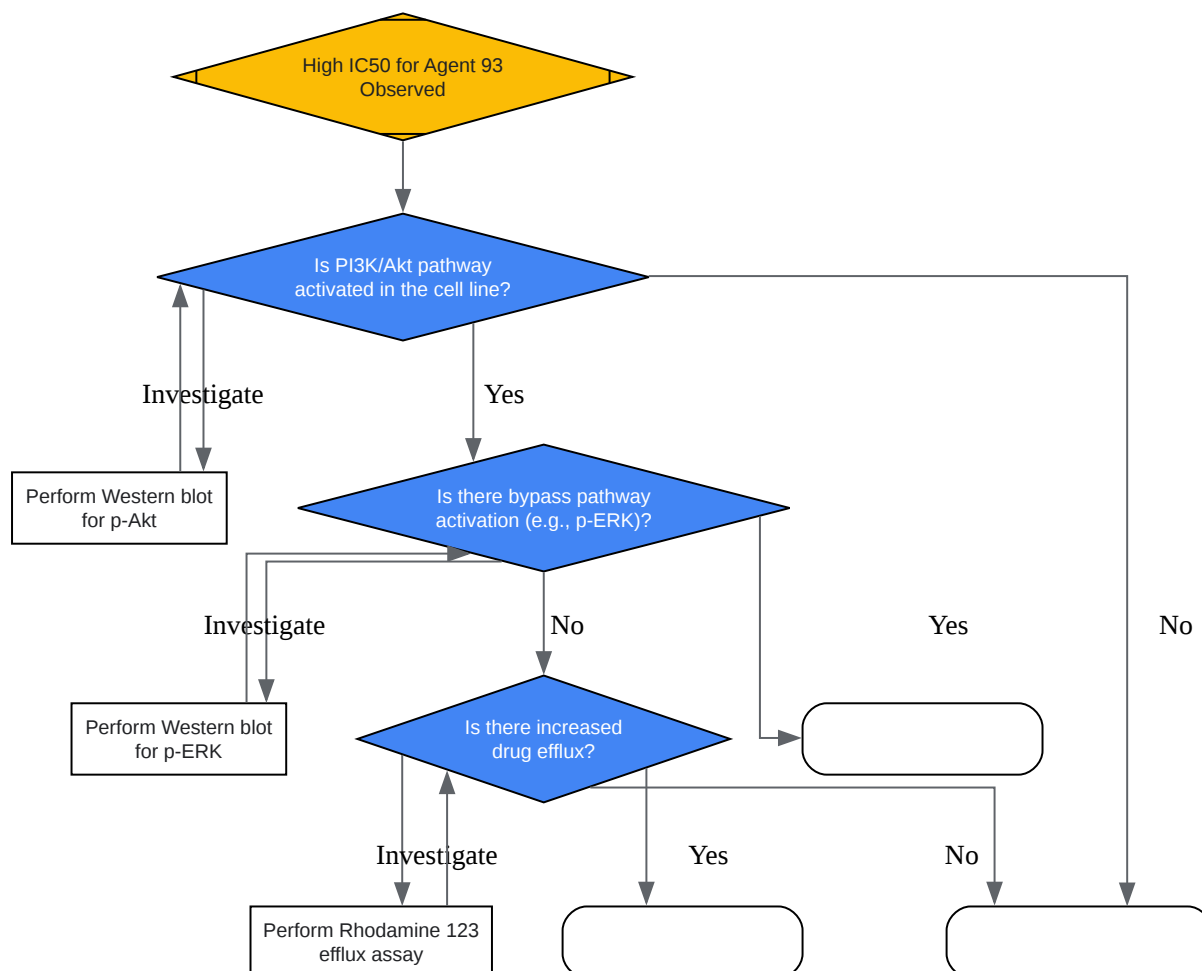 High IC50 for Agent 93
Observed
Is PI3K/Akt pathway
activated in the cell line?
Investigate
Yes
Perform Western blot
for p-Akt
Is there bypass pathway
activation (e.g., p-ERK)?
Investigate
No
Yes
No
Perform Western blot
for p-ERK
Is there increased
drug efflux?
Investigate
Yes
No
Perform Rhodamine 123
efflux assay